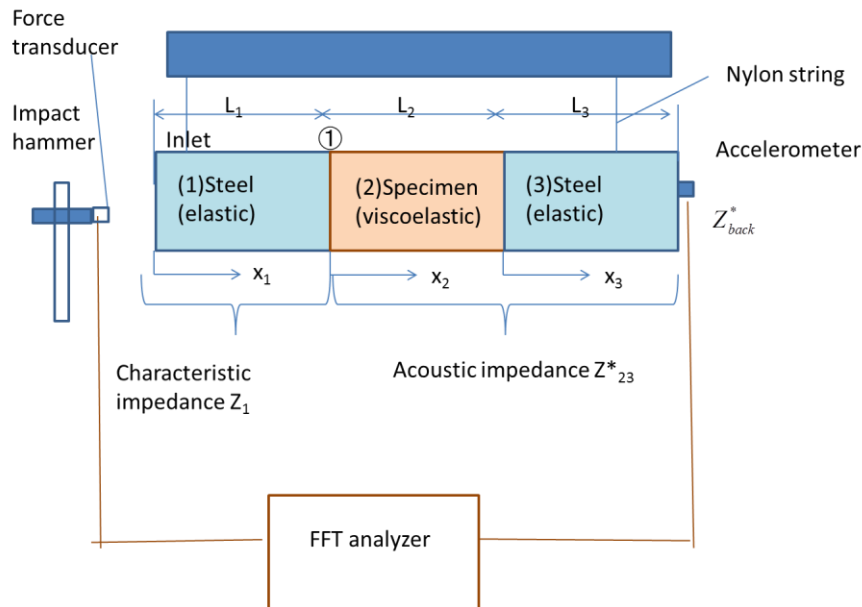 Force
transducer
Impact
hammer
Nylon string
L₁
L₂
L₃
Inlet
①
Accelerometer
(1)Steel
(elastic)
(2)Specimen
(viscoelastic)
(3)Steel
(elastic)
Z*back
x₁
x₂
x₃
Characteristic
impedance Z₁
Acoustic impedance Z*₂₃
FFT analyzer